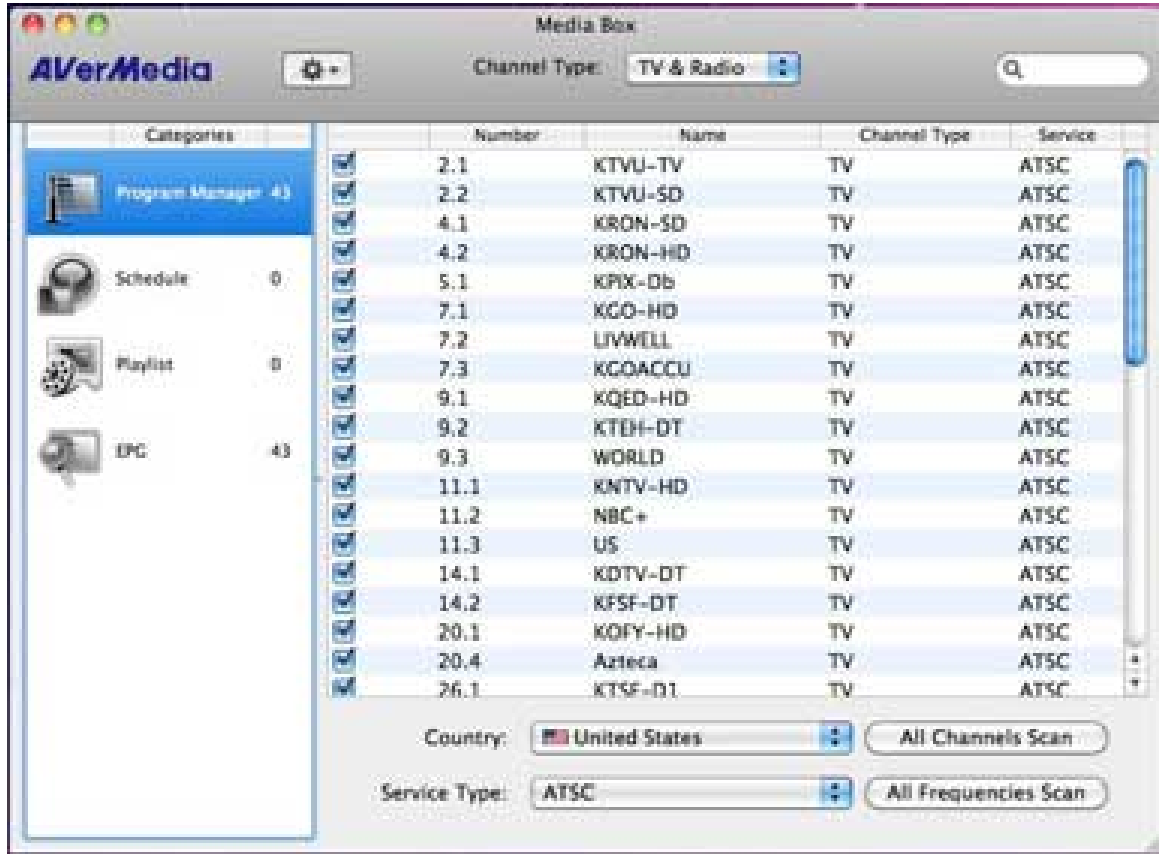 Media Box
AVerMedia
Channel Type: TV & Radio
Categories
Number Name Channel Type Service
Program Manager 43
Schedule 0
Playlist 0
EPG 43
2.1 KTVU-TV TV ATSC
2.2 KTVU-SD TV ATSC
4.1 KRON-SD TV ATSC
4.2 KRON-HD TV ATSC
5.1 KPIX-Db TV ATSC
7.1 KGO-HD TV ATSC
7.2 LIVWELL TV ATSC
7.3 KGOACCU TV ATSC
9.1 KQED-HD TV ATSC
9.2 KTEH-DT TV ATSC
9.3 WORLD TV ATSC
11.1 KNTV-HD TV ATSC
11.2 NBC+ TV ATSC
11.3 US TV ATSC
14.1 KDTV-DT TV ATSC
14.2 KFSF-DT TV ATSC
20.1 KOFY-HD TV ATSC
20.4 Azteca TV ATSC
26.1 KTSF-D1 TV ATSC
Country: United States All Channels Scan
Service Type: ATSC All Frequencies Scan